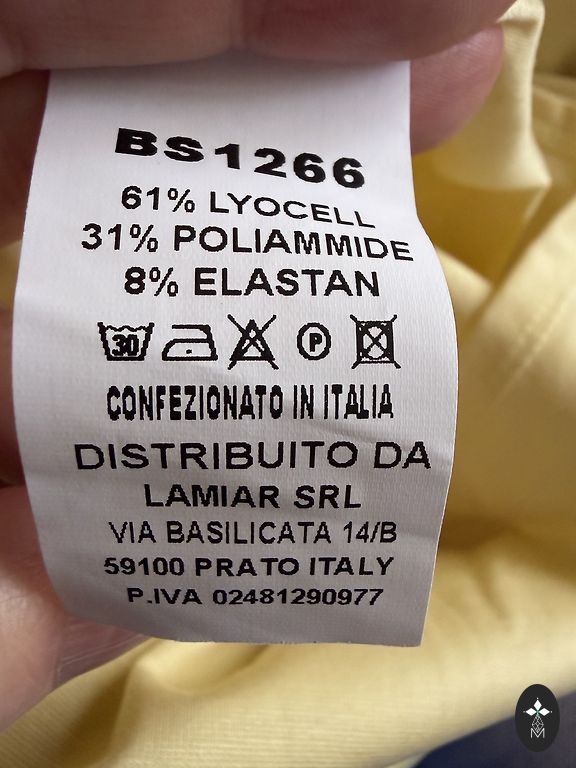 BS1266
61% LYOCELL
31% POLIAMMIDE
8% ELASTAN
30 P
CONFEZIONATO IN ITALIA
DISTRIBUITO DA
LAMIAR SRL
VIA BASILICATA 14/B
59100 PRATO ITALY
P.IVA 02481290977
M